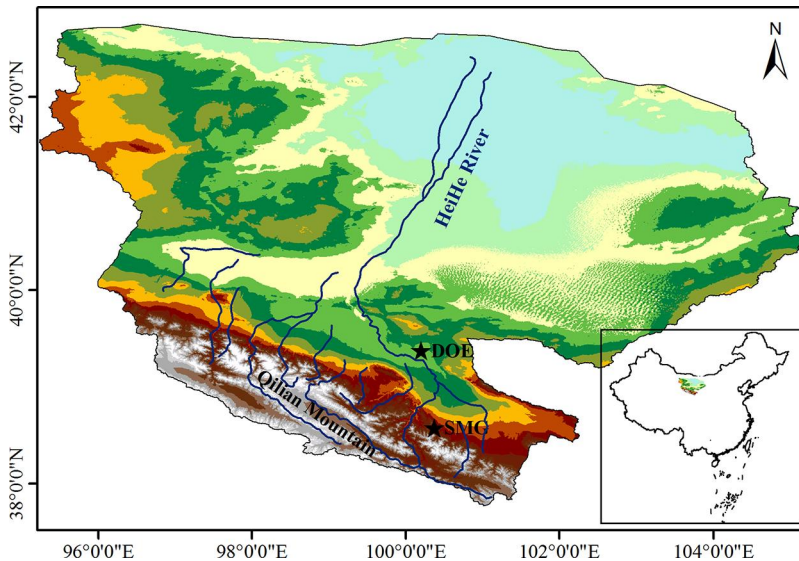 N
42°0'0"N
HeiHe River
40°0'0"N
DOE
Qilian Mountain
SMG
38°0'0"N
96°0'0"E
98°0'0"E
100°0'0"E
102°0'0"E
104°0'0"E